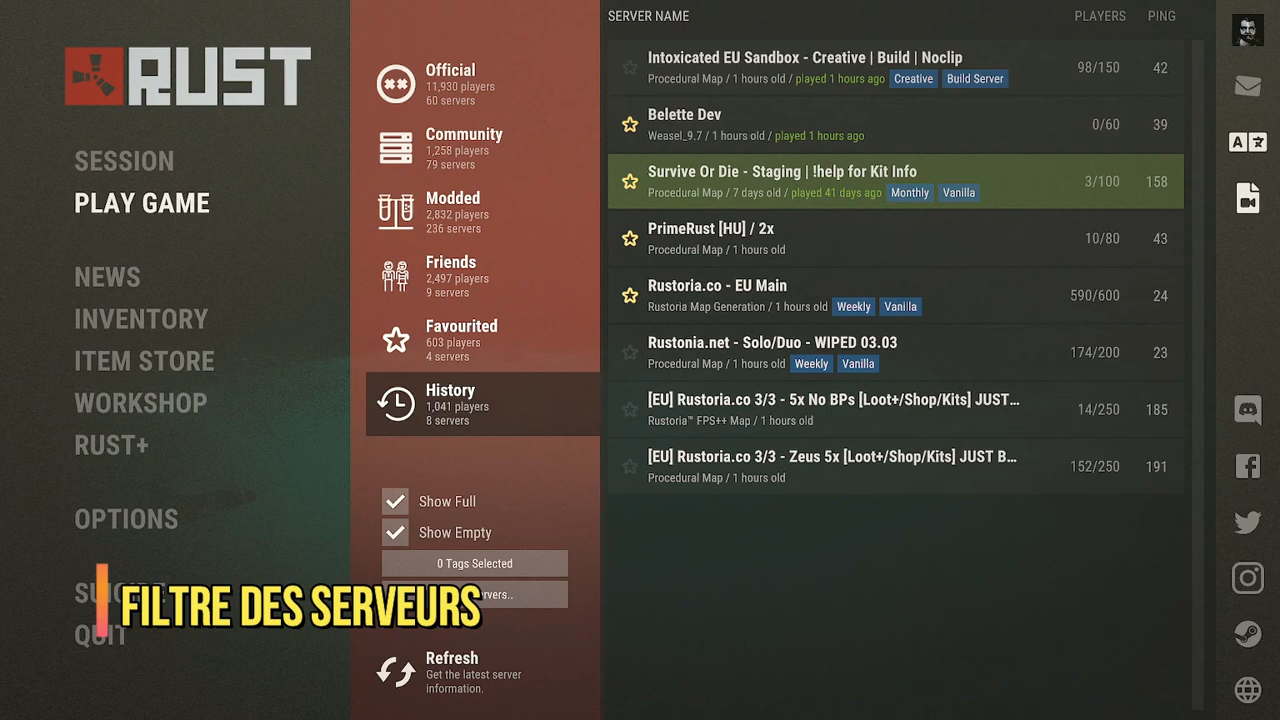 RUST
SESSION
PLAY GAME
NEWS
INVENTORY
ITEM STORE
WORKSHOP
RUST+
OPTIONS
QUIT
FILTRE DES SERVEURS
Official
11,930 players
60 servers
Community
1,258 players
79 servers
Modded
2,832 players
236 servers
Friends
2,497 players
9 servers
Favourited
603 players
4 servers
History
1,041 players
8 servers
Show Full
Show Empty
0 Tags Selected
Refresh
Get the latest server
information.
SERVER NAME PLAYERS PING
Intoxicated EU Sandbox - Creative | Build | Noclip 98/150 42
Procedural Map / 1 hours old / played 1 hours ago Creative Build Server
Belette Dev 0/60 39
Weasel_9.7 / 1 hours old / played 1 hours ago
Survive Or Die - Staging | !help for Kit Info 3/100 158
Procedural Map / 7 days old / played 41 days ago Monthly Vanilla
PrimeRust [HU] / 2x 10/80 43
Procedural Map / 1 hours old
Rustoria.co - EU Main 590/600 24
Rustoria Map Generation / 1 hours old Weekly Vanilla
Rustonia.net - Solo/Duo - WIPED 03.03 174/200 23
Procedural Map / 1 hours old Weekly Vanilla
[EU] Rustoria.co 3/3 - 5x No BPs [Loot+/Shop/Kits] JUST… 14/250 185
Rustoria™ FPS++ Map / 1 hours old
[EU] Rustoria.co 3/3 - Zeus 5x [Loot+/Shop/Kits] JUST B… 152/250 191
Procedural Map / 1 hours old